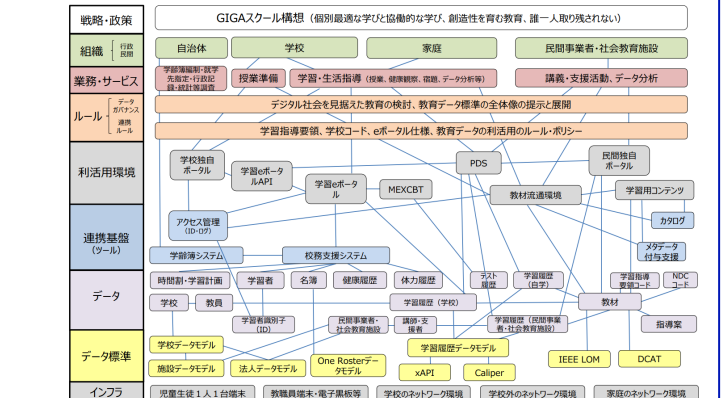 戦略・政策
GIGAスクール構想（個別最適な学びと協働的な学び、創造性を育む教育、誰一人取り残されない）
組織
行政
民間
自治体
学校
家庭
民間事業者・社会教育施設
業務・サービス
学齢簿編制・就学
先指定・行政記
録・統計等調査
授業準備
学習・生活指導（授業、健康観察、宿題、データ分析等）
講義・支援活動、データ分析
ルール
データ
ガバナンス
連携
ルール
デジタル社会を見据えた教育の検討、教育データ標準の全体像の提示と展開
学習指導要領、学校コード、eポータル仕様、教育データの利活用のルール・ポリシー
利活用環境
学校独自
ポータル
学習eポータ
ルAPI
学習eポータ
ル
MEXCBT
PDS
教材流通環境
民間独自
ポータル
学習用コンテンツ
連携基盤
（ツール）
アクセス管理
（ID・ログ）
カタログ
メタデータ
付与支援
学齢簿システム
校務支援システム
データ
時間割・学習計画
学習者
名簿
健康履歴
体力履歴
テスト
履歴
学習履歴
（自学）
学習指導
要領コード
NDC
コード
学校
教員
学習履歴（学校）
教材
学習者識別子
（ID）
民間事業者・
社会教育施設
講師・支
援者
学習履歴（民間事業
者・社会教育施設）
指導案
データ標準
学校データモデル
施設データモデル
法人データモデル
One Rosterデー
タモデル
学習履歴データモデル
xAPI
Caliper
IEEE LOM
DCAT
インフラ
児童生徒１人１台端末
教職員端末・電子黒板等
学校のネットワーク環境
学校外のネットワーク環境
家庭のネットワーク環境